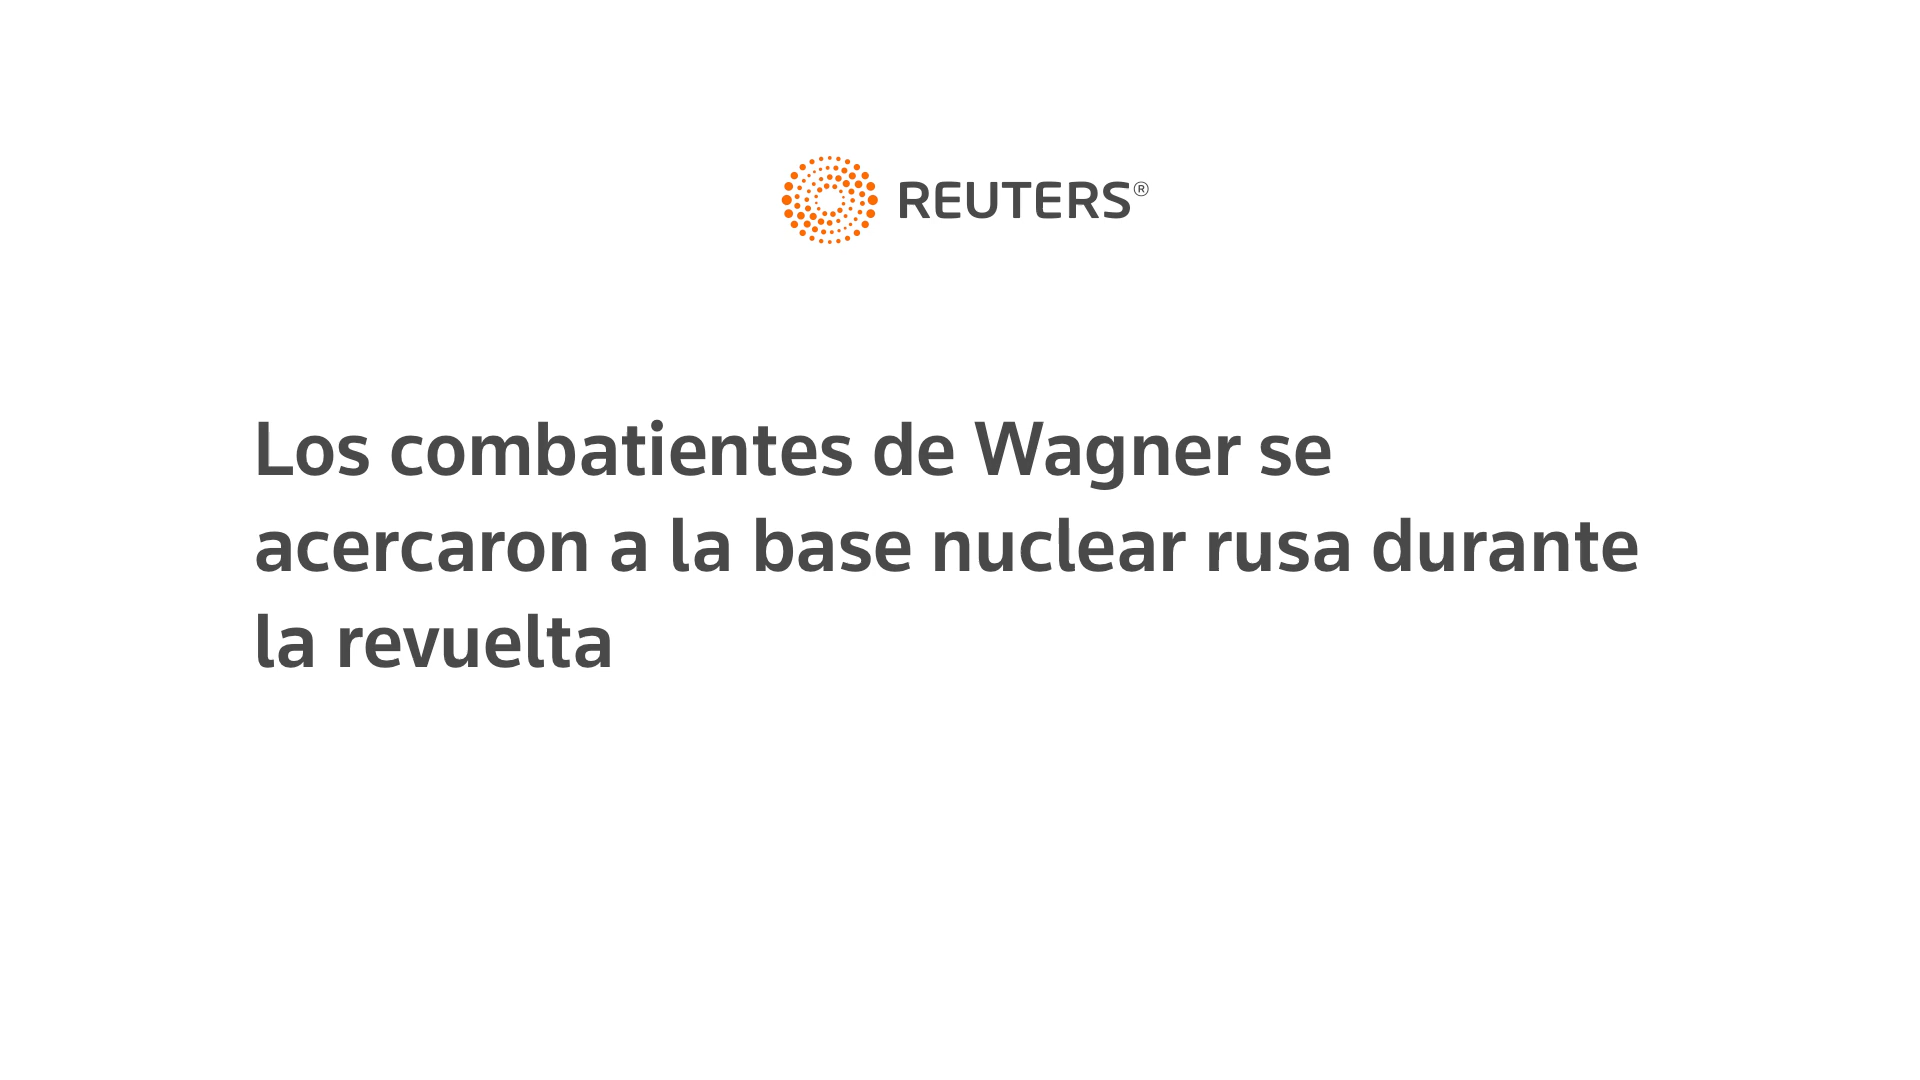 REUTERS®
Los combatientes de Wagner se
acercaron a la base nuclear rusa durante
la revuelta